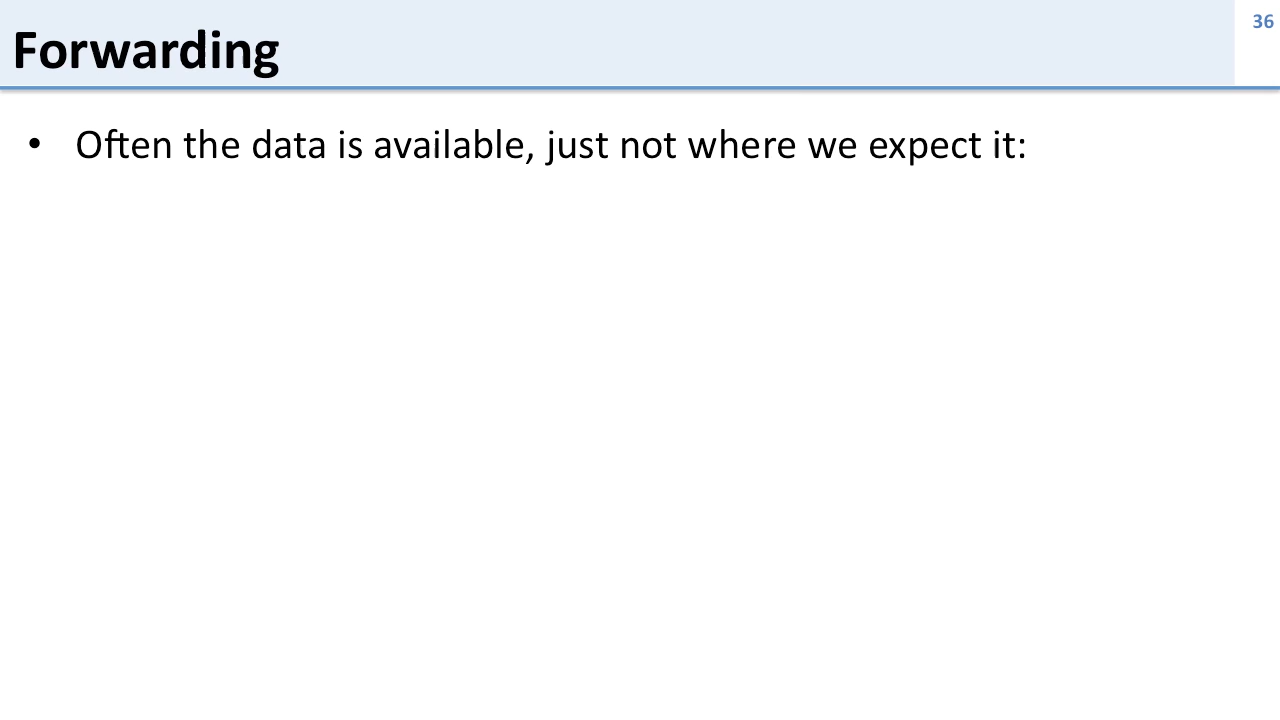 Forwarding
36
• Often the data is available, just not where we expect it: